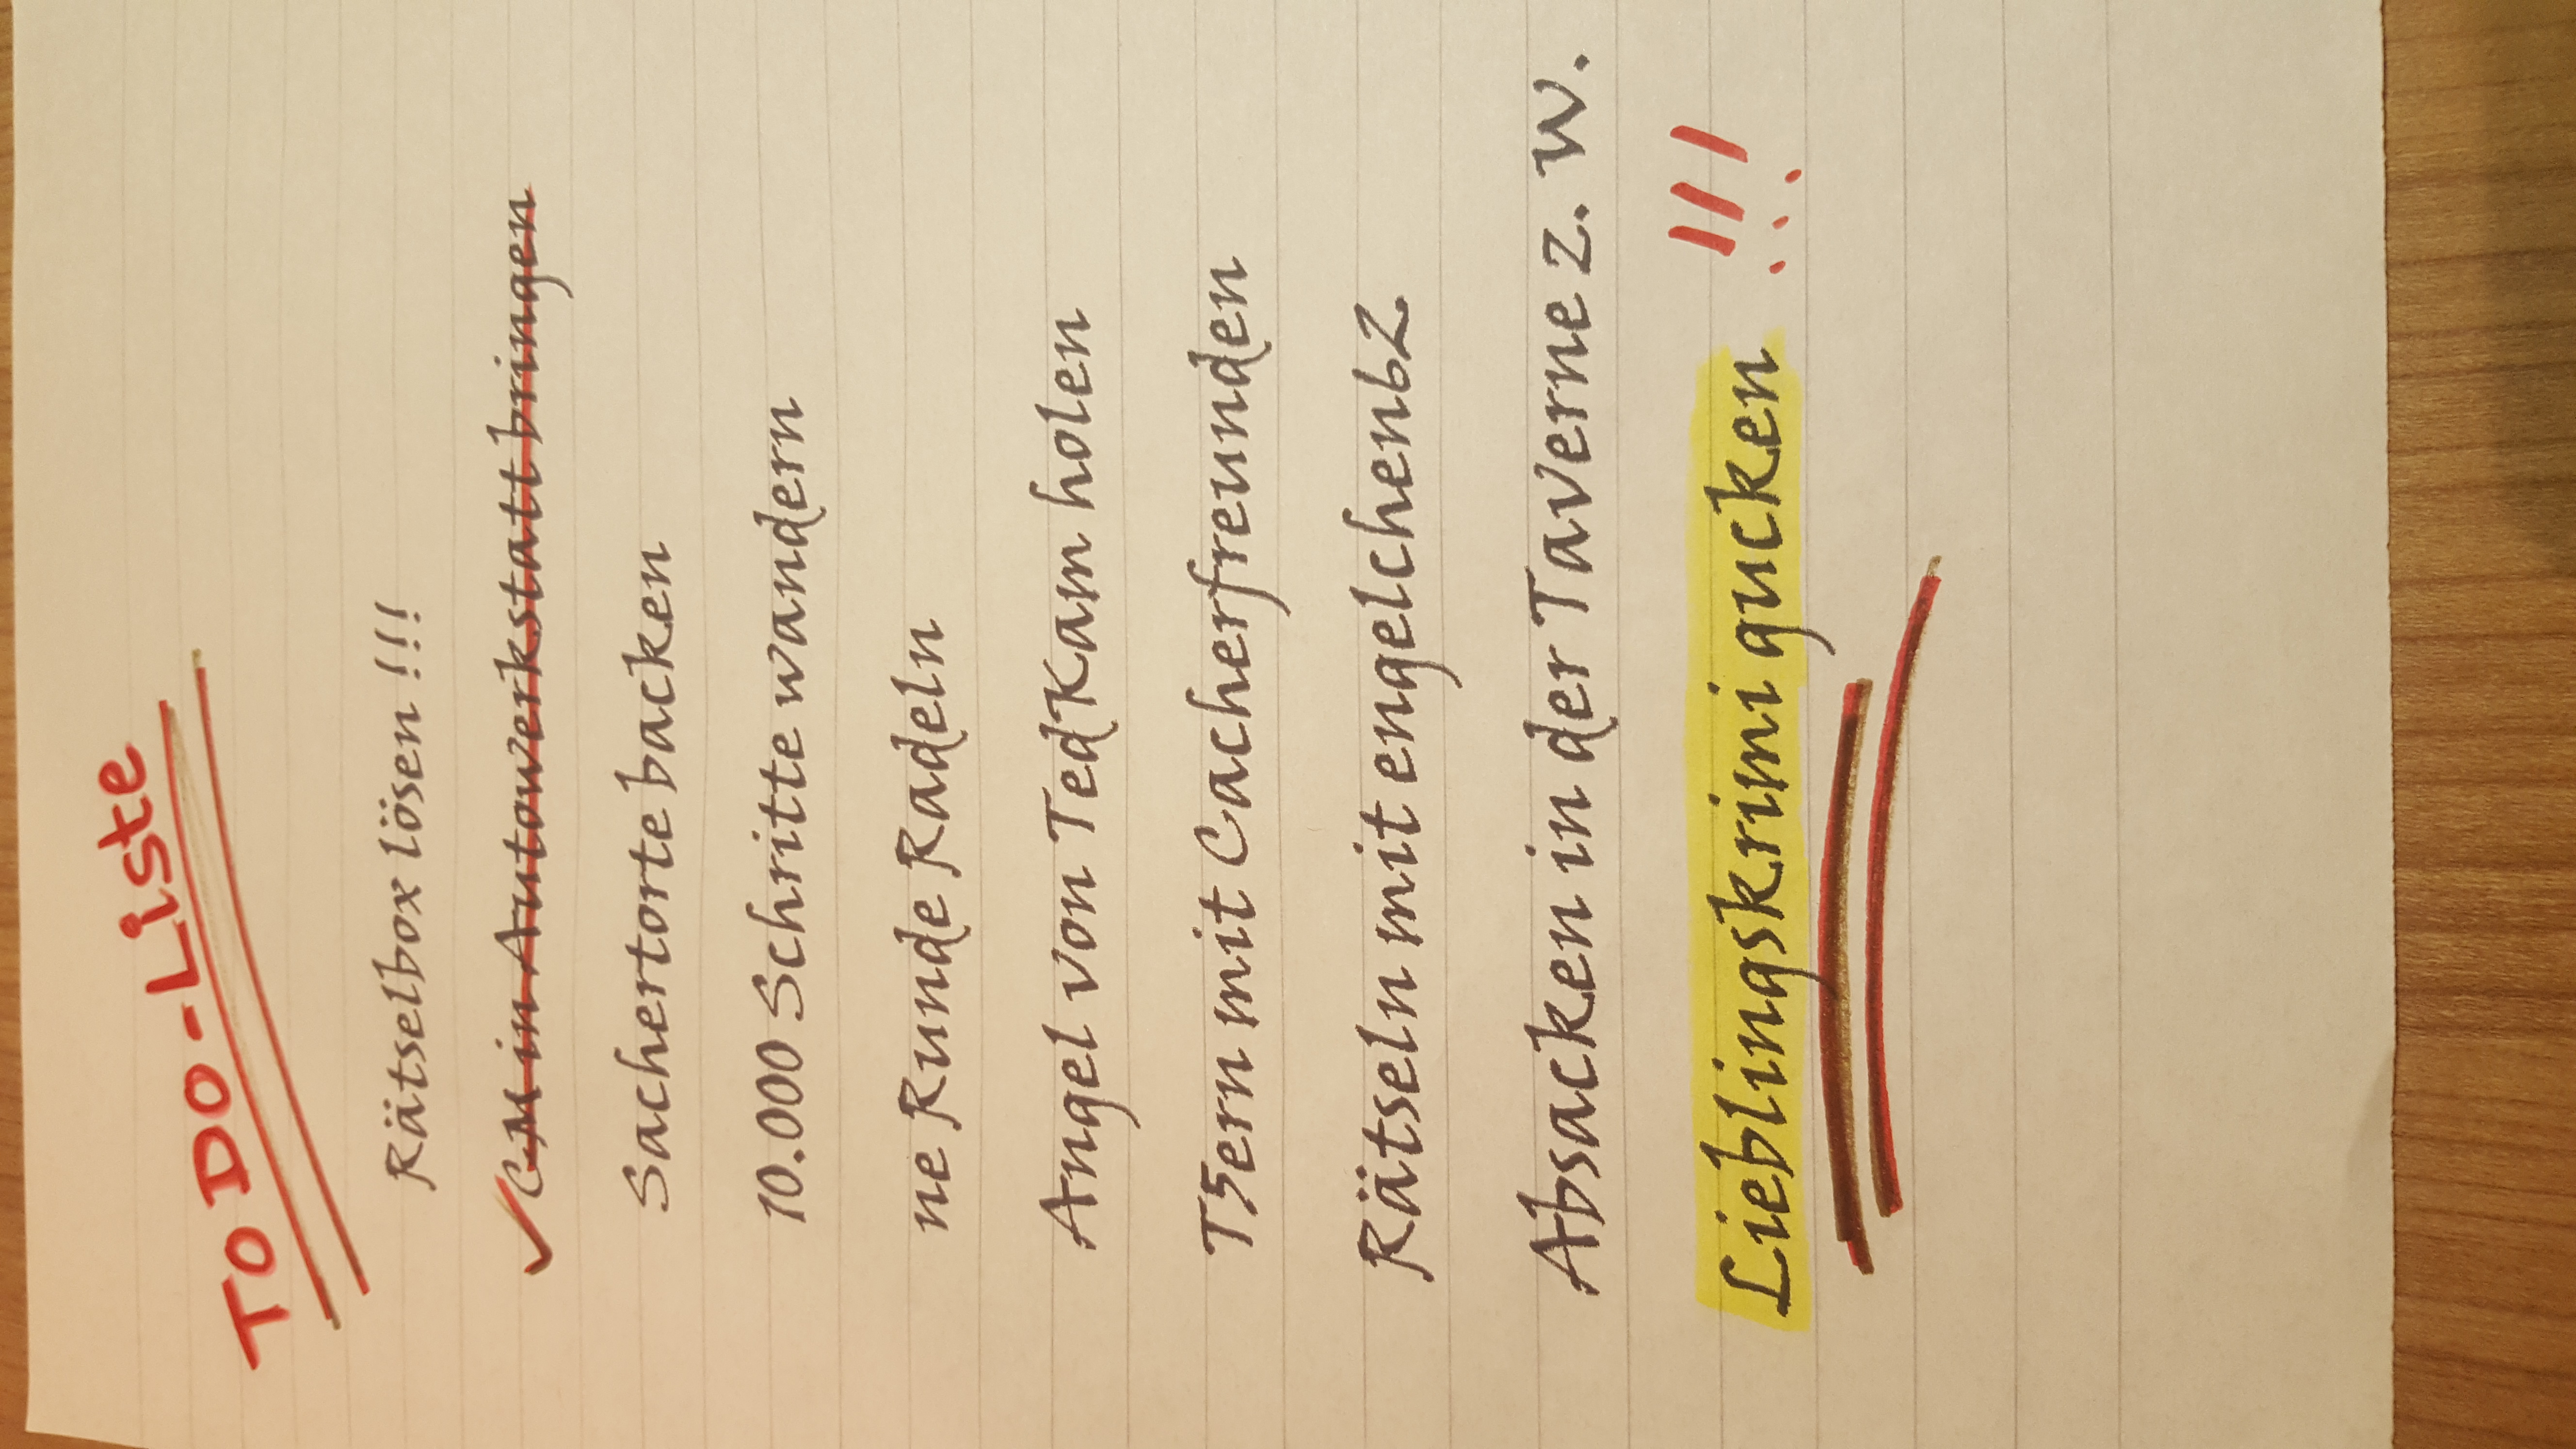 To Do-Liste
Rätselbox lösen !!!
CM in Autowerkstatt bringen
Sachertorte backen
10.000 Schritte wandern
ne Runde Radeln
Angel von TedKam holen
T5ern mit Cacherfreunden
Rätseln mit engelchen62
Absacken in der Taverne z. W.
Lieblingskrimi gucken !!!